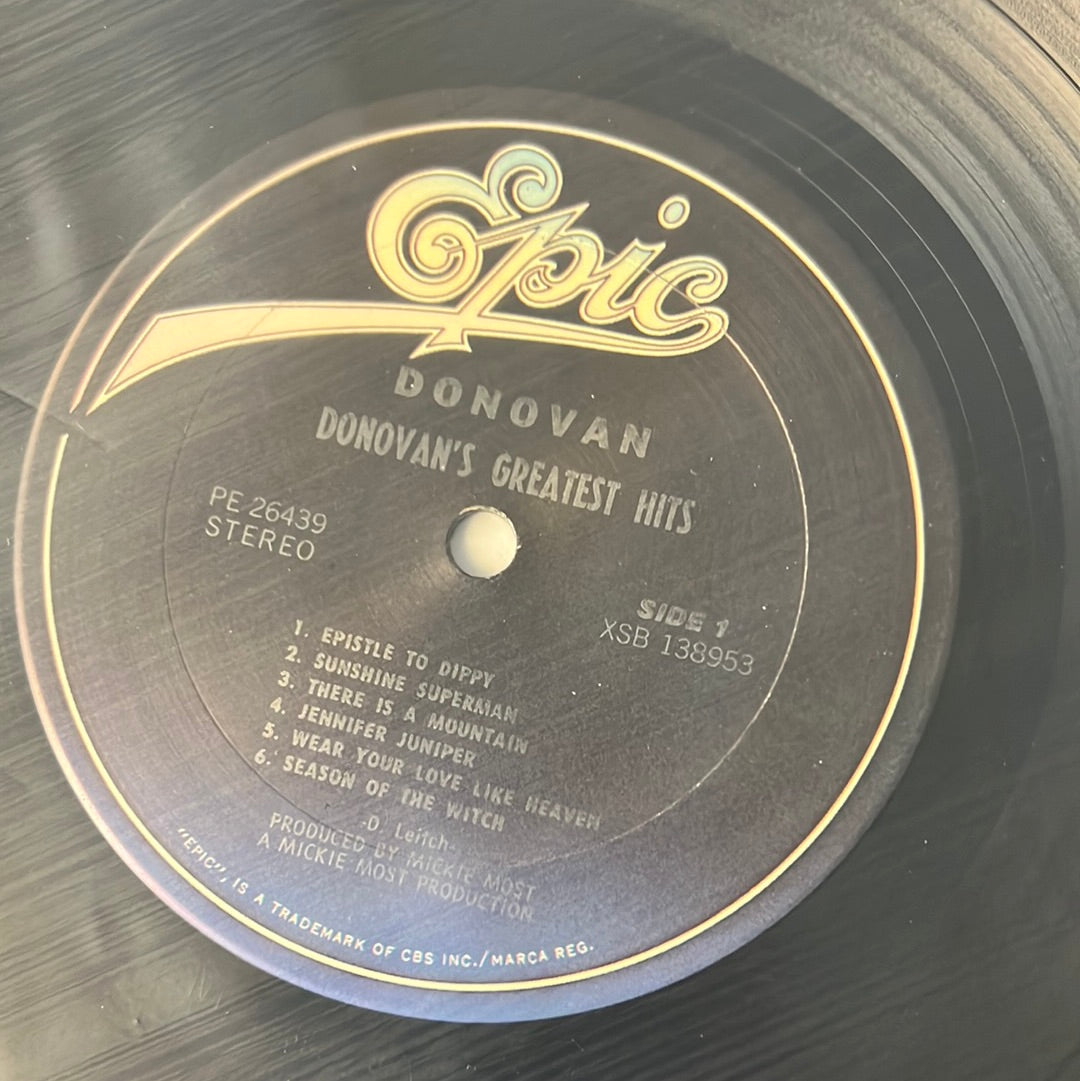 Epic
DONOVAN
DONOVAN'S GREATEST HITS
PE 26439
STEREO
SIDE 1
XSB 138953
1. EPISTLE TO DIPPY
2. SUNSHINE SUPERMAN
3. THERE IS A MOUNTAIN
4. JENNIFER JUNIPER
5. WEAR YOUR LOVE LIKE HEAVEN
6. SEASON OF THE WITCH
-D. Leitch-
PRODUCED BY MICKIE MOST
A MICKIE MOST PRODUCTION
"EPIC", IS A TRADEMARK OF CBS INC./MARCA REG.